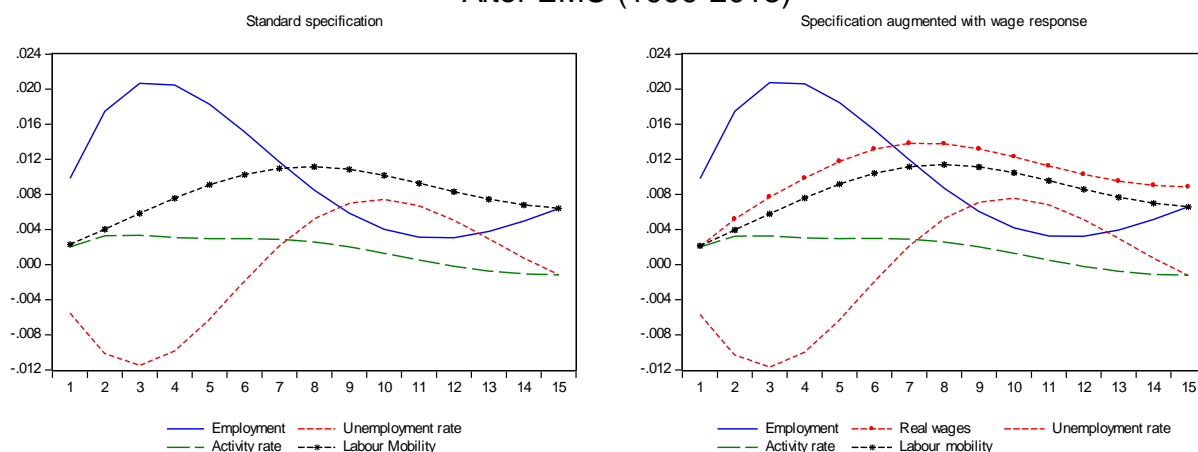 After EMU
Standard specification
Specification augmented with wage response
.024
.020
.016
.012
.008
.004
.000
-.004
-.008
-.012
1 2 3 4 5 6 7 8 9 10 11 12 13 14 15
Employment Unemployment rate
Activity rate Labour Mobility
.024
.020
.016
.012
.008
.004
.000
-.004
-.008
-.012
1 2 3 4 5 6 7 8 9 10 11 12 13 14 15
Employment Real wages Unemployment rate
Activity rate Labour mobility